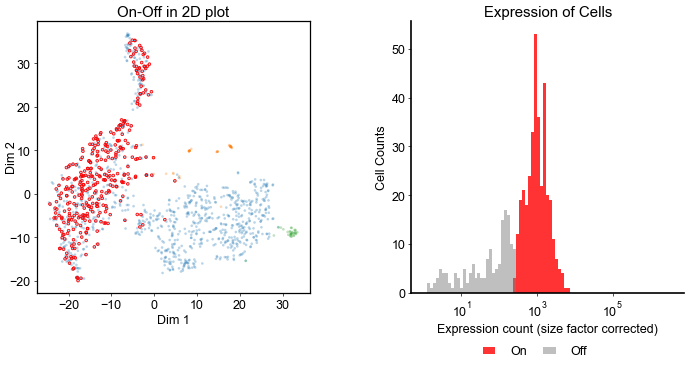 On-Off in 2D plot
Dim 2
30
20
10
0
−10
−20
−20 −10 0 10 20 30
Dim 1
Expression of Cells
Cell Counts
50
40
30
20
10
0
10^1 10^3 10^5
Expression count (size factor corrected)
On Off